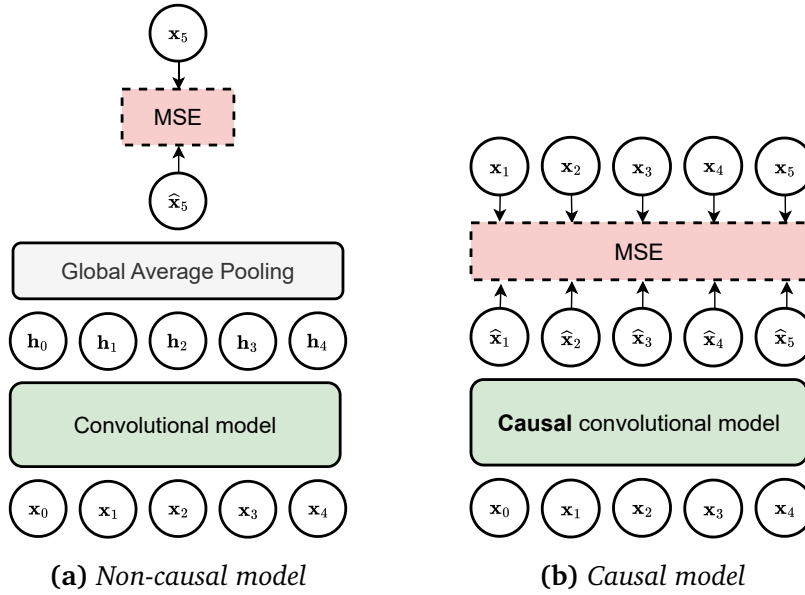 x₅
MSE
x̂₅
Global Average Pooling
h₀ h₁ h₂ h₃ h₄
Convolutional model
x₀ x₁ x₂ x₃ x₄
(a) Non-causal model
x₁ x₂ x₃ x₄ x₅
MSE
x̂₁ x̂₂ x̂₃ x̂₄ x̂₅
Causal convolutional model
x₀ x₁ x₂ x₃ x₄
(b) Causal model